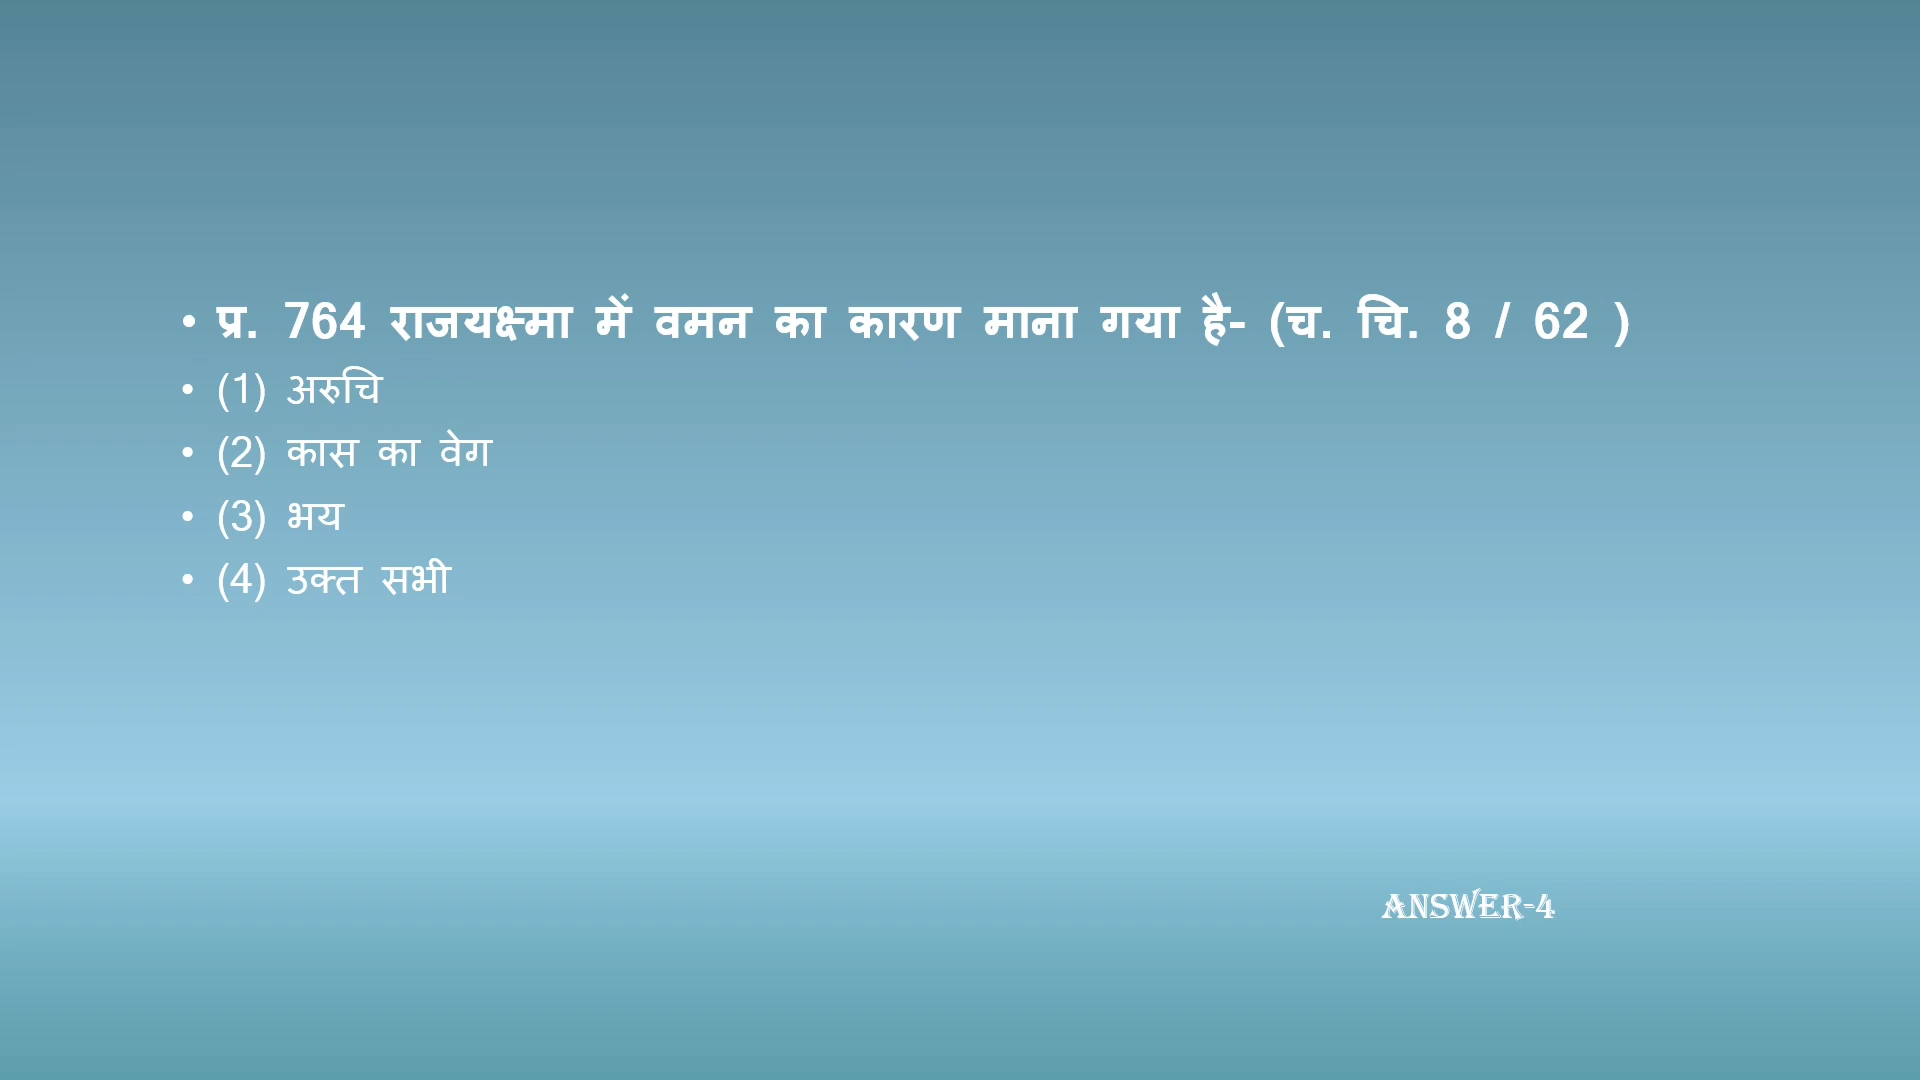 • प्र. 764 राजयक्ष्मा में वमन का कारण माना गया है- (च. चि. 8 / 62 )
• (1) अरुचि
• (2) कास का वेग
• (3) भय
• (4) उक्त सभी
ANSWER-4